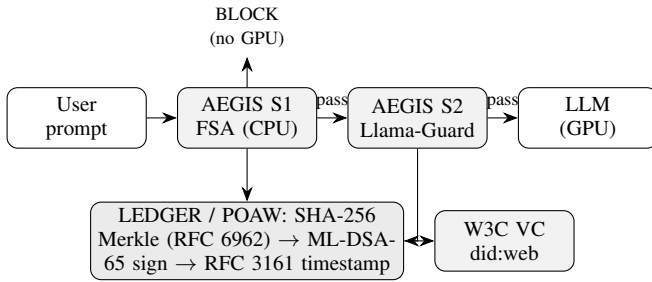 BLOCK
(no GPU)
User
prompt
AEGIS S1
FSA (CPU)
pass
AEGIS S2
Llama-Guard
pass
LLM
(GPU)
LEDGER / POAW: SHA-256
Merkle (RFC 6962) → ML-DSA-
65 sign → RFC 3161 timestamp
W3C VC
did:web